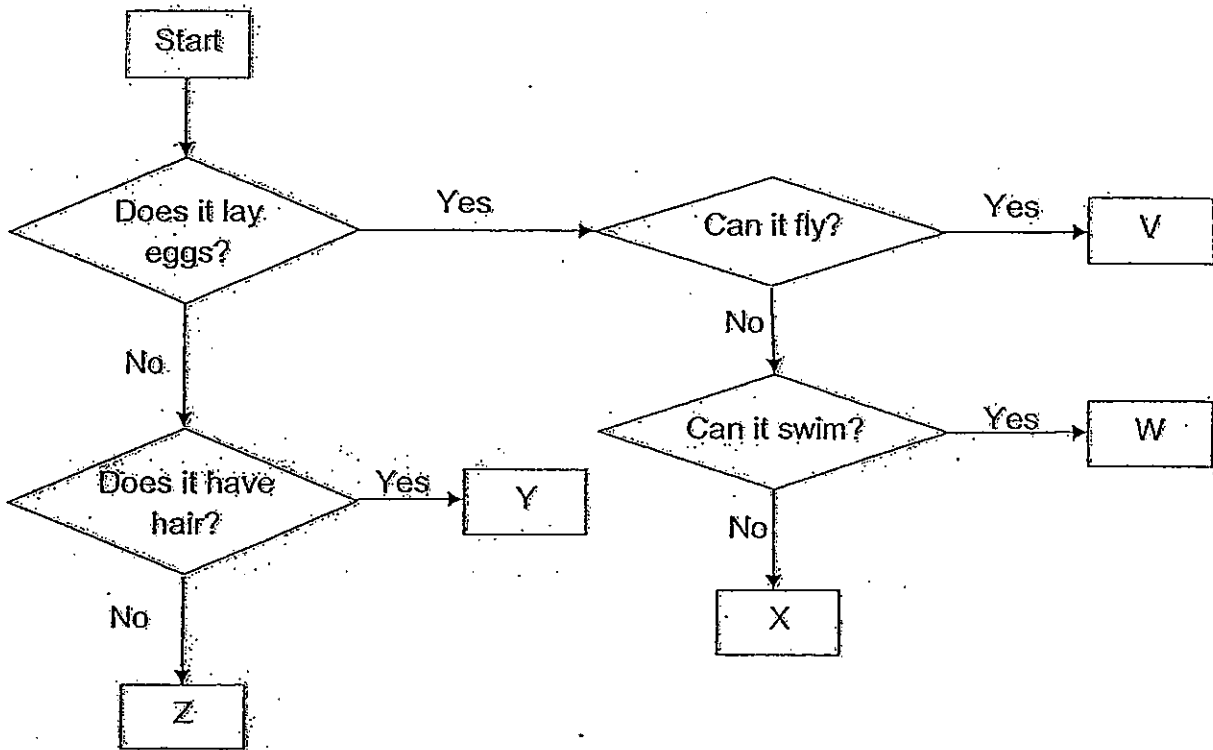 Start
Does it lay
eggs?
Yes
Can it fly?
Yes
V
No
No
Can it swim?
Yes
W
Does it have
hair?
Yes
Y
No
X
No
Z